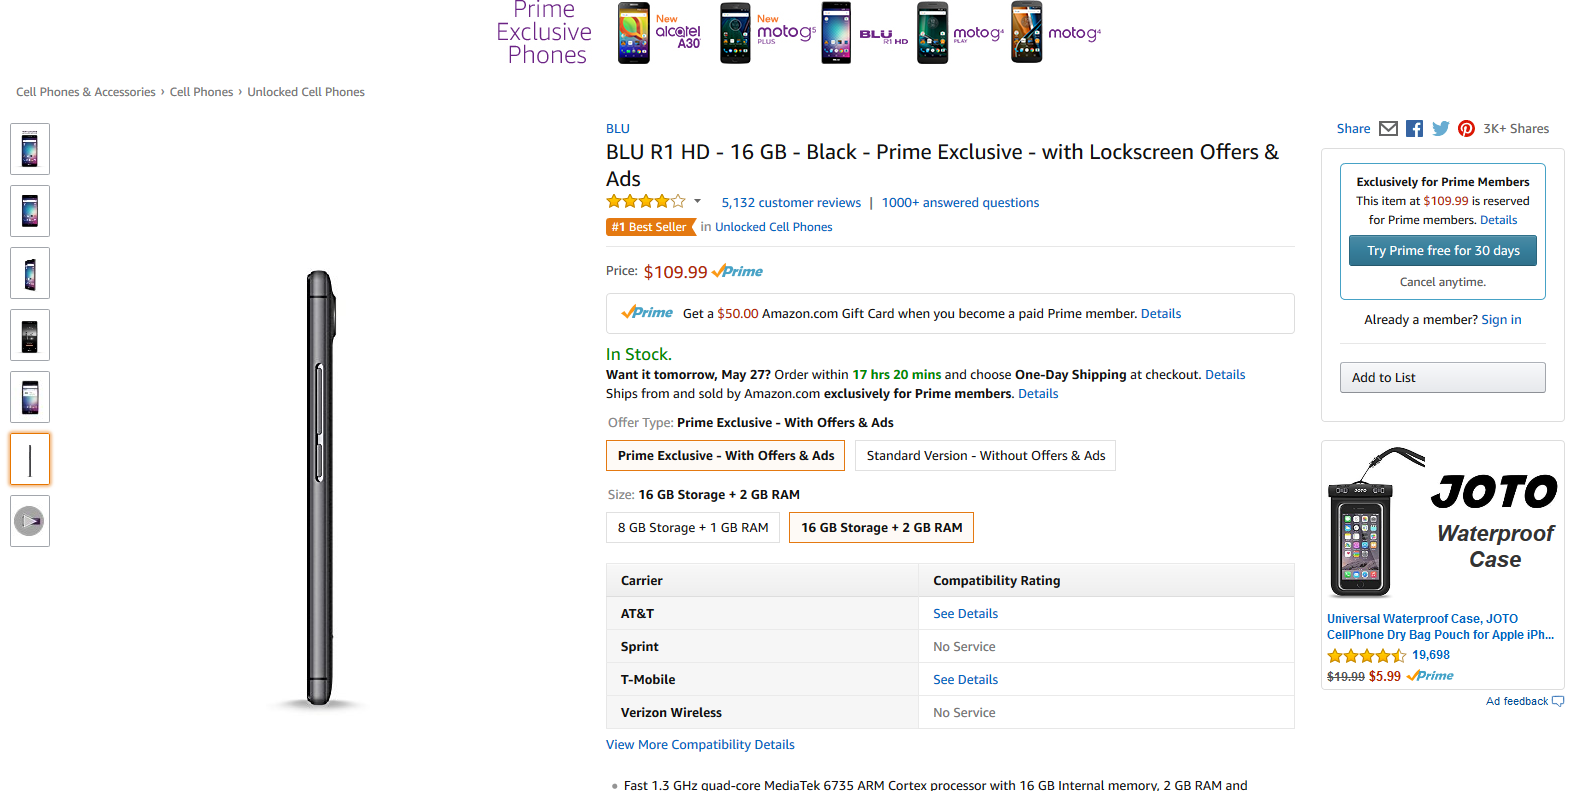 Prime
Exclusive
Phones
New
alcatel
A30
New
moto g5
PLUS
BLU
R1 HD
moto g4
PLAY
moto g4
Cell Phones & Accessories › Cell Phones › Unlocked Cell Phones
BLU
BLU R1 HD - 16 GB - Black - Prime Exclusive - with Lockscreen Offers &
Ads
5,132 customer reviews | 1000+ answered questions
#1 Best Seller in Unlocked Cell Phones
Price: $109.99 Prime
Prime Get a $50.00 Amazon.com Gift Card when you become a paid Prime member. Details
In Stock.
Want it tomorrow, May 27? Order within 17 hrs 20 mins and choose One-Day Shipping at checkout. Details
Ships from and sold by Amazon.com exclusively for Prime members. Details
Offer Type: Prime Exclusive - With Offers & Ads
Prime Exclusive - With Offers & Ads
Standard Version - Without Offers & Ads
Size: 16 GB Storage + 2 GB RAM
8 GB Storage + 1 GB RAM
16 GB Storage + 2 GB RAM
Carrier Compatibility Rating
AT&T See Details
Sprint No Service
T-Mobile See Details
Verizon Wireless No Service
View More Compatibility Details
• Fast 1.3 GHz quad-core MediaTek 6735 ARM Cortex processor with 16 GB Internal memory, 2 GB RAM and
Share 3K+ Shares
Exclusively for Prime Members
This item at $109.99 is reserved
for Prime members. Details
Try Prime free for 30 days
Cancel anytime.
Already a member? Sign in
Add to List
JOTO
JOTO
Waterproof
Case
Universal Waterproof Case, JOTO
CellPhone Dry Bag Pouch for Apple iPh...
19,698
$19.99 $5.99 Prime
Ad feedback